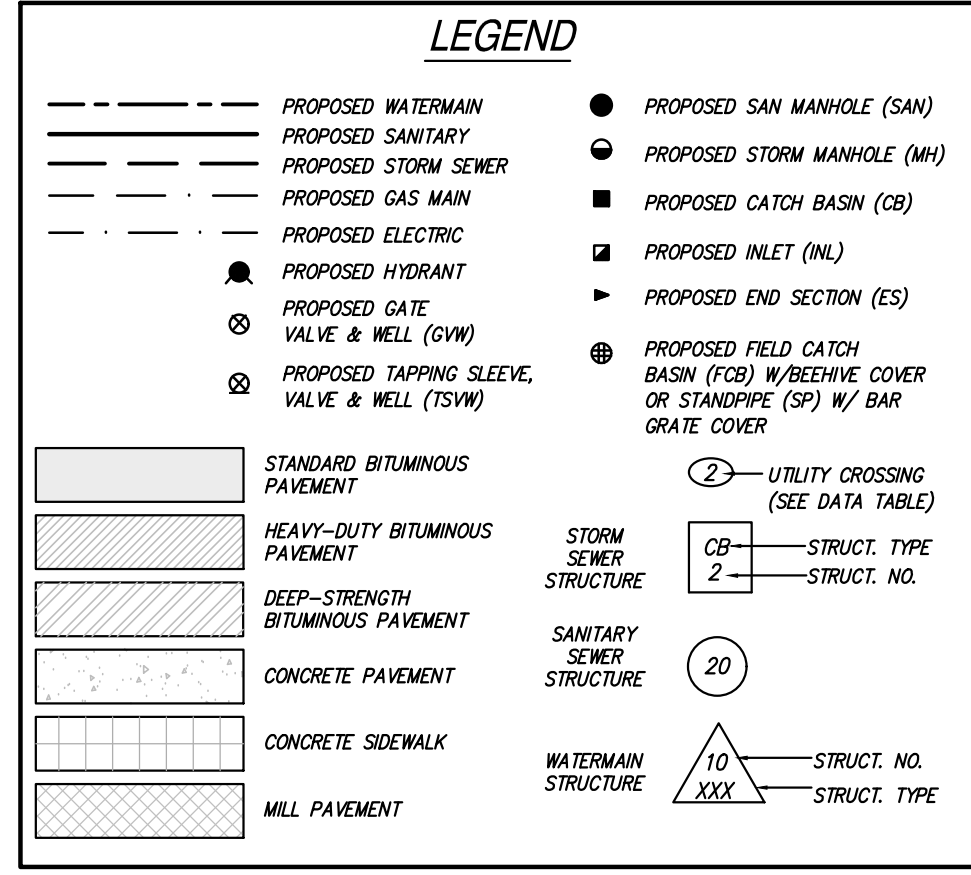 LEGEND
PROPOSED WATERMAIN
PROPOSED SANITARY
PROPOSED STORM SEWER
PROPOSED GAS MAIN
PROPOSED ELECTRIC
PROPOSED HYDRANT
PROPOSED GATE
VALVE & WELL (GVW)
PROPOSED TAPPING SLEEVE,
VALVE & WELL (TSVW)
PROPOSED SAN MANHOLE (SAN)
PROPOSED STORM MANHOLE (MH)
PROPOSED CATCH BASIN (CB)
PROPOSED INLET (INL)
PROPOSED END SECTION (ES)
PROPOSED FIELD CATCH
BASIN (FCB) W/BEEHIVE COVER
OR STANDPIPE (SP) W/ BAR
GRATE COVER
STANDARD BITUMINOUS
PAVEMENT
HEAVY-DUTY BITUMINOUS
PAVEMENT
DEEP-STRENGTH
BITUMINOUS PAVEMENT
CONCRETE PAVEMENT
CONCRETE SIDEWALK
MILL PAVEMENT
2
UTILITY CROSSING
(SEE DATA TABLE)
STORM
SEWER
STRUCTURE
CB
2
STRUCT. TYPE
STRUCT. NO.
SANITARY
SEWER
STRUCTURE
20
WATERMAIN
STRUCTURE
10
XXX
STRUCT. NO.
STRUCT. TYPE